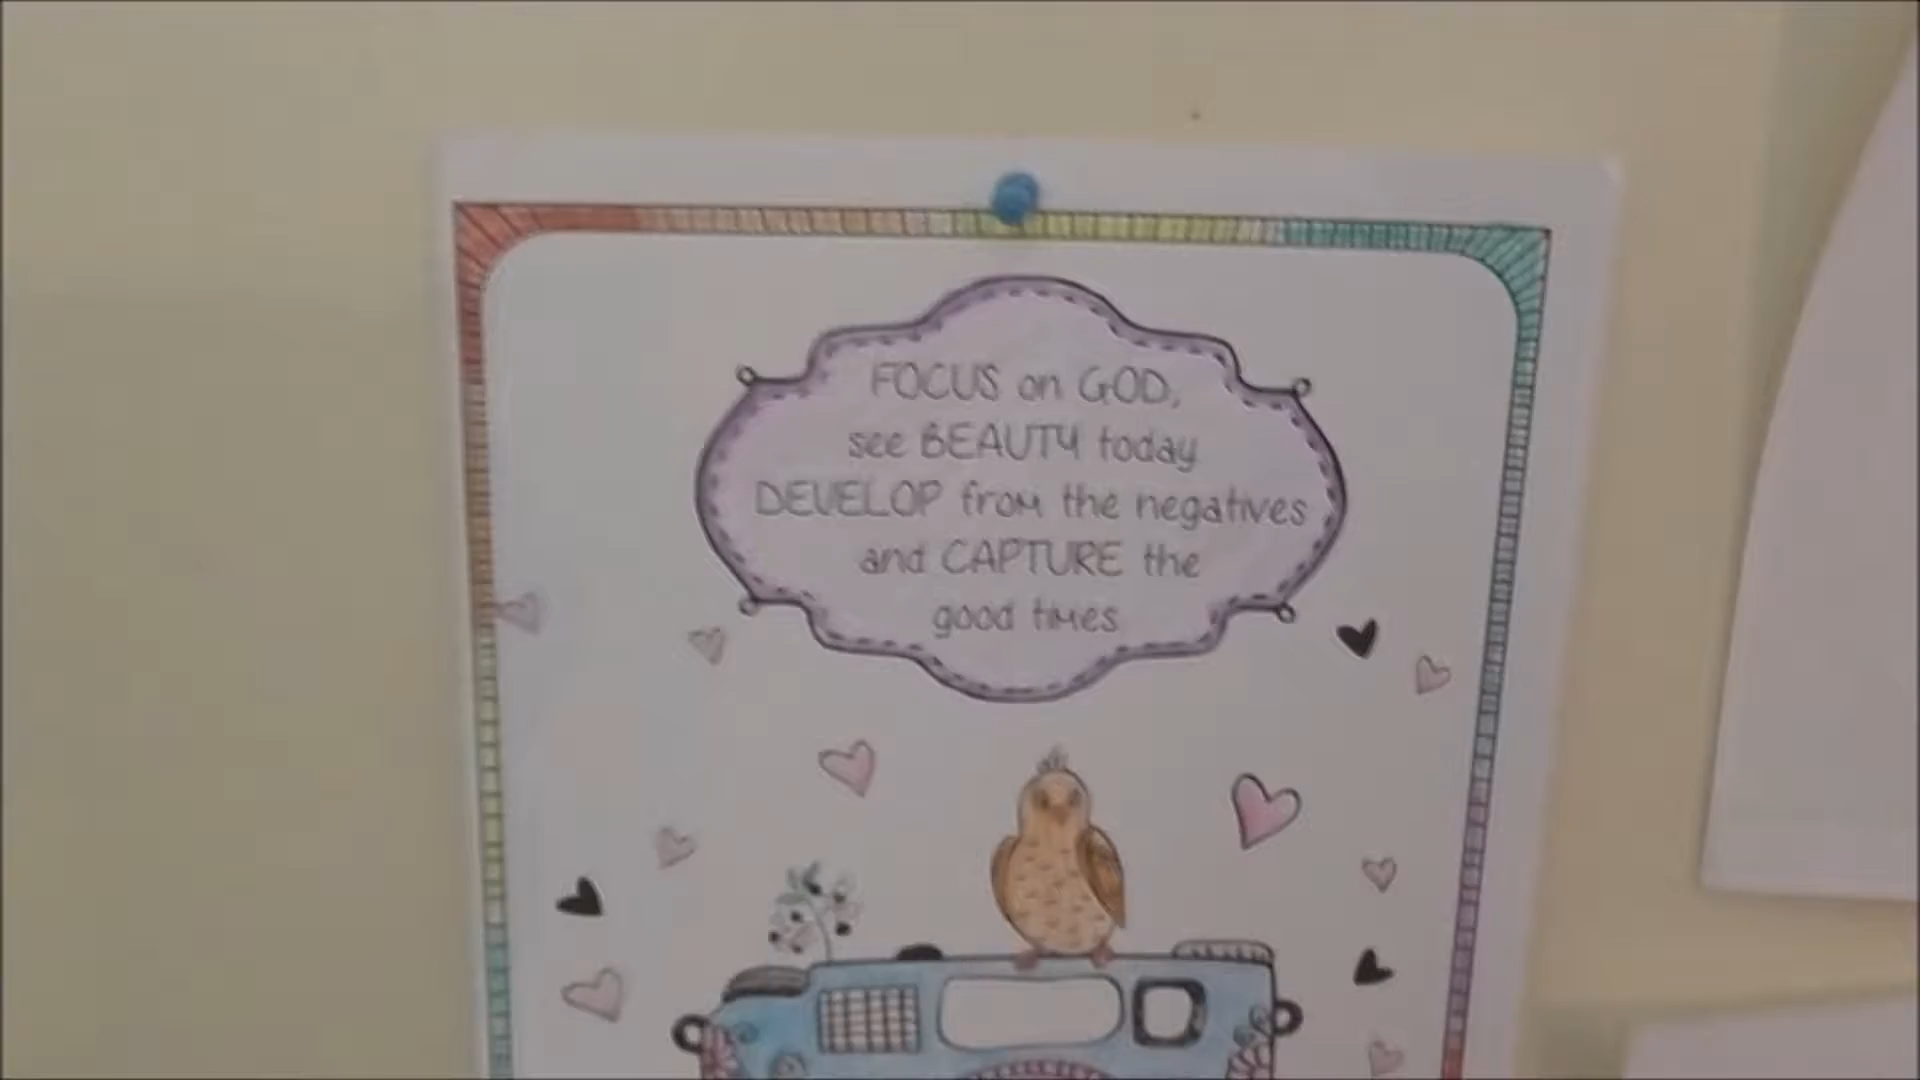 FOCUS on GOD,
see BEAUTY today
DEVELOP from the negatives
and CAPTURE the
good times